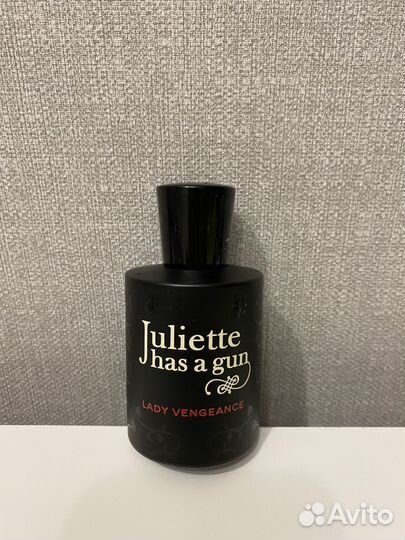 Juliette
has a gun
LADY VENGEANCE
Avito